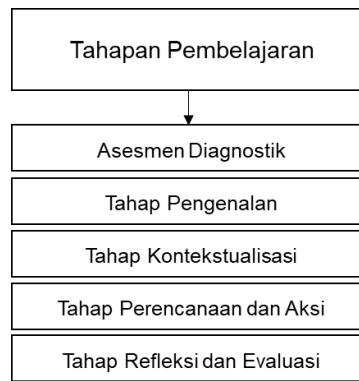 Tahapan Pembelajaran
Asesmen Diagnostik
Tahap Pengenalan
Tahap Kontekstualisasi
Tahap Perencanaan dan Aksi
Tahap Refleksi dan Evaluasi